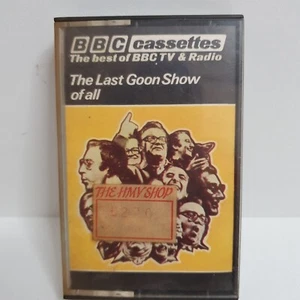 BBC cassettes
The best of BBC TV & Radio
The Last Goon Show
of all
THE HMV SHOP